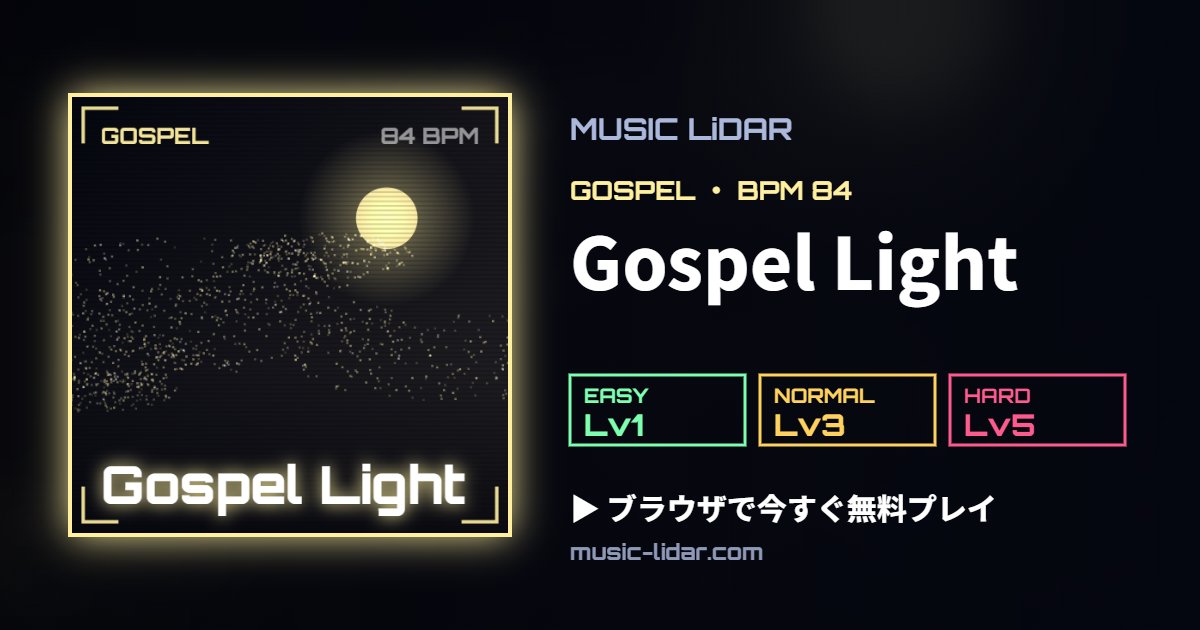 GOSPEL
84 BPM
Gospel Light
MUSIC LiDAR
GOSPEL • BPM 84
Gospel Light
EASY
Lv1
NORMAL
Lv3
HARD
Lv5
▶ ブラウザで今すぐ無料プレイ
music-lidar.com